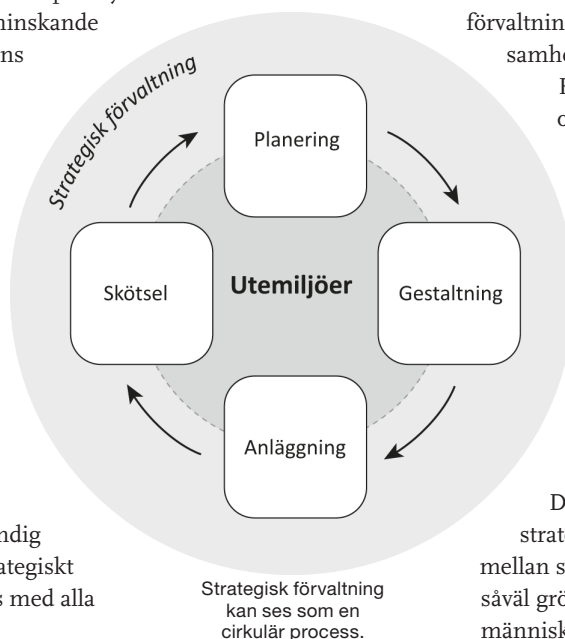 minskande
ns
förvaltnin
samhe
Strategisk förvaltning
Planering
Skötsel
Utemiljöer
Gestaltning
Anläggning
ndig
ategiskt
s med alla
D
strate
mellan s
såväl grö
människ
Strategisk förvaltning
kan ses som en
cirkulär process.